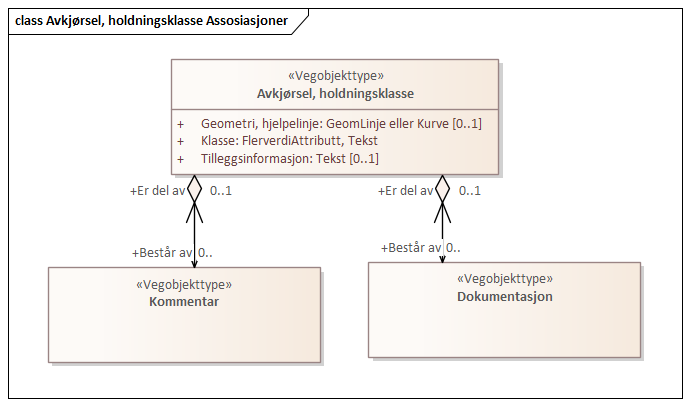 class Avkjørsel, holdningsklasse Assosiasjoner
«Vegobjekttype»
Avkjørsel, holdningsklasse
+ Geometri, hjelpelinje: GeomLinje eller Kurve [0..1]
+ Klasse: FlerverdiAttributt, Tekst
+ Tilleggsinformasjon: Tekst [0..1]
+Er del av 0..1
+Er del av 0..1
+Består av 0..
+Består av 0..
«Vegobjekttype»
Kommentar
«Vegobjekttype»
Dokumentasjon